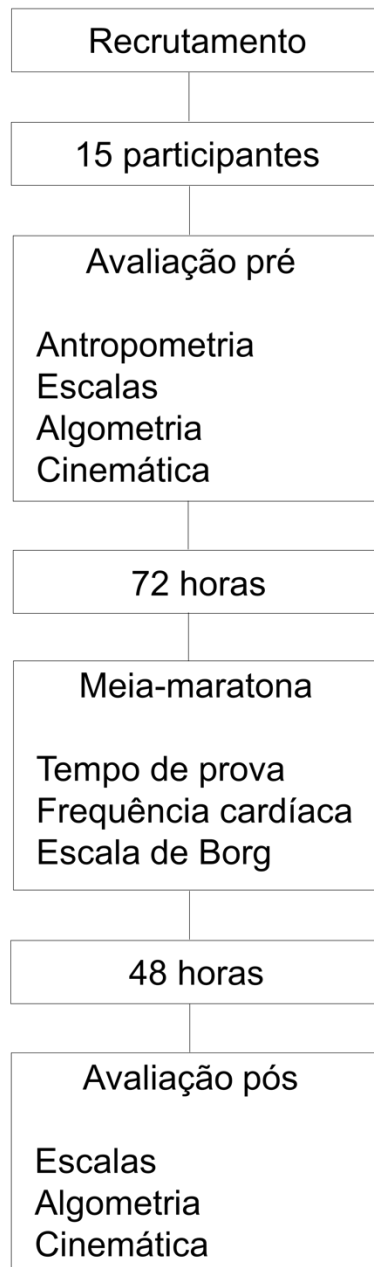 Recrutamento
15 participantes
Avaliação pré
Antropometria
Escalas
Algometria
Cinemática
72 horas
Meia-maratona
Tempo de prova
Frequência cardíaca
Escala de Borg
48 horas
Avaliação pós
Escalas
Algometria
Cinemática